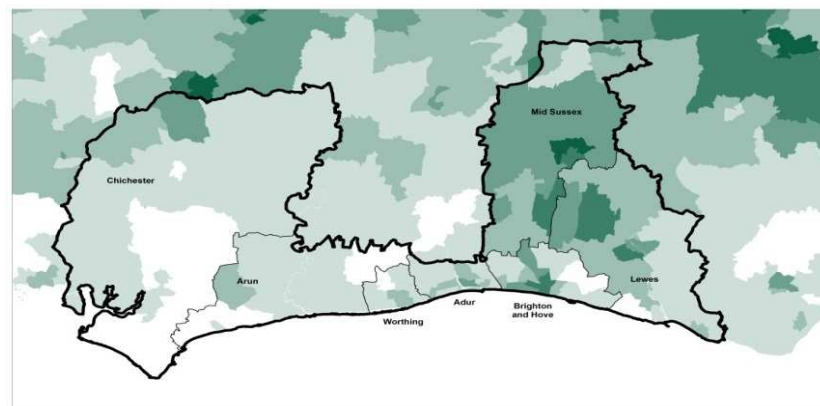 Mid Sussex
Chichester
Arun
Lewes
Adur
Brighton
and Hove
Worthing